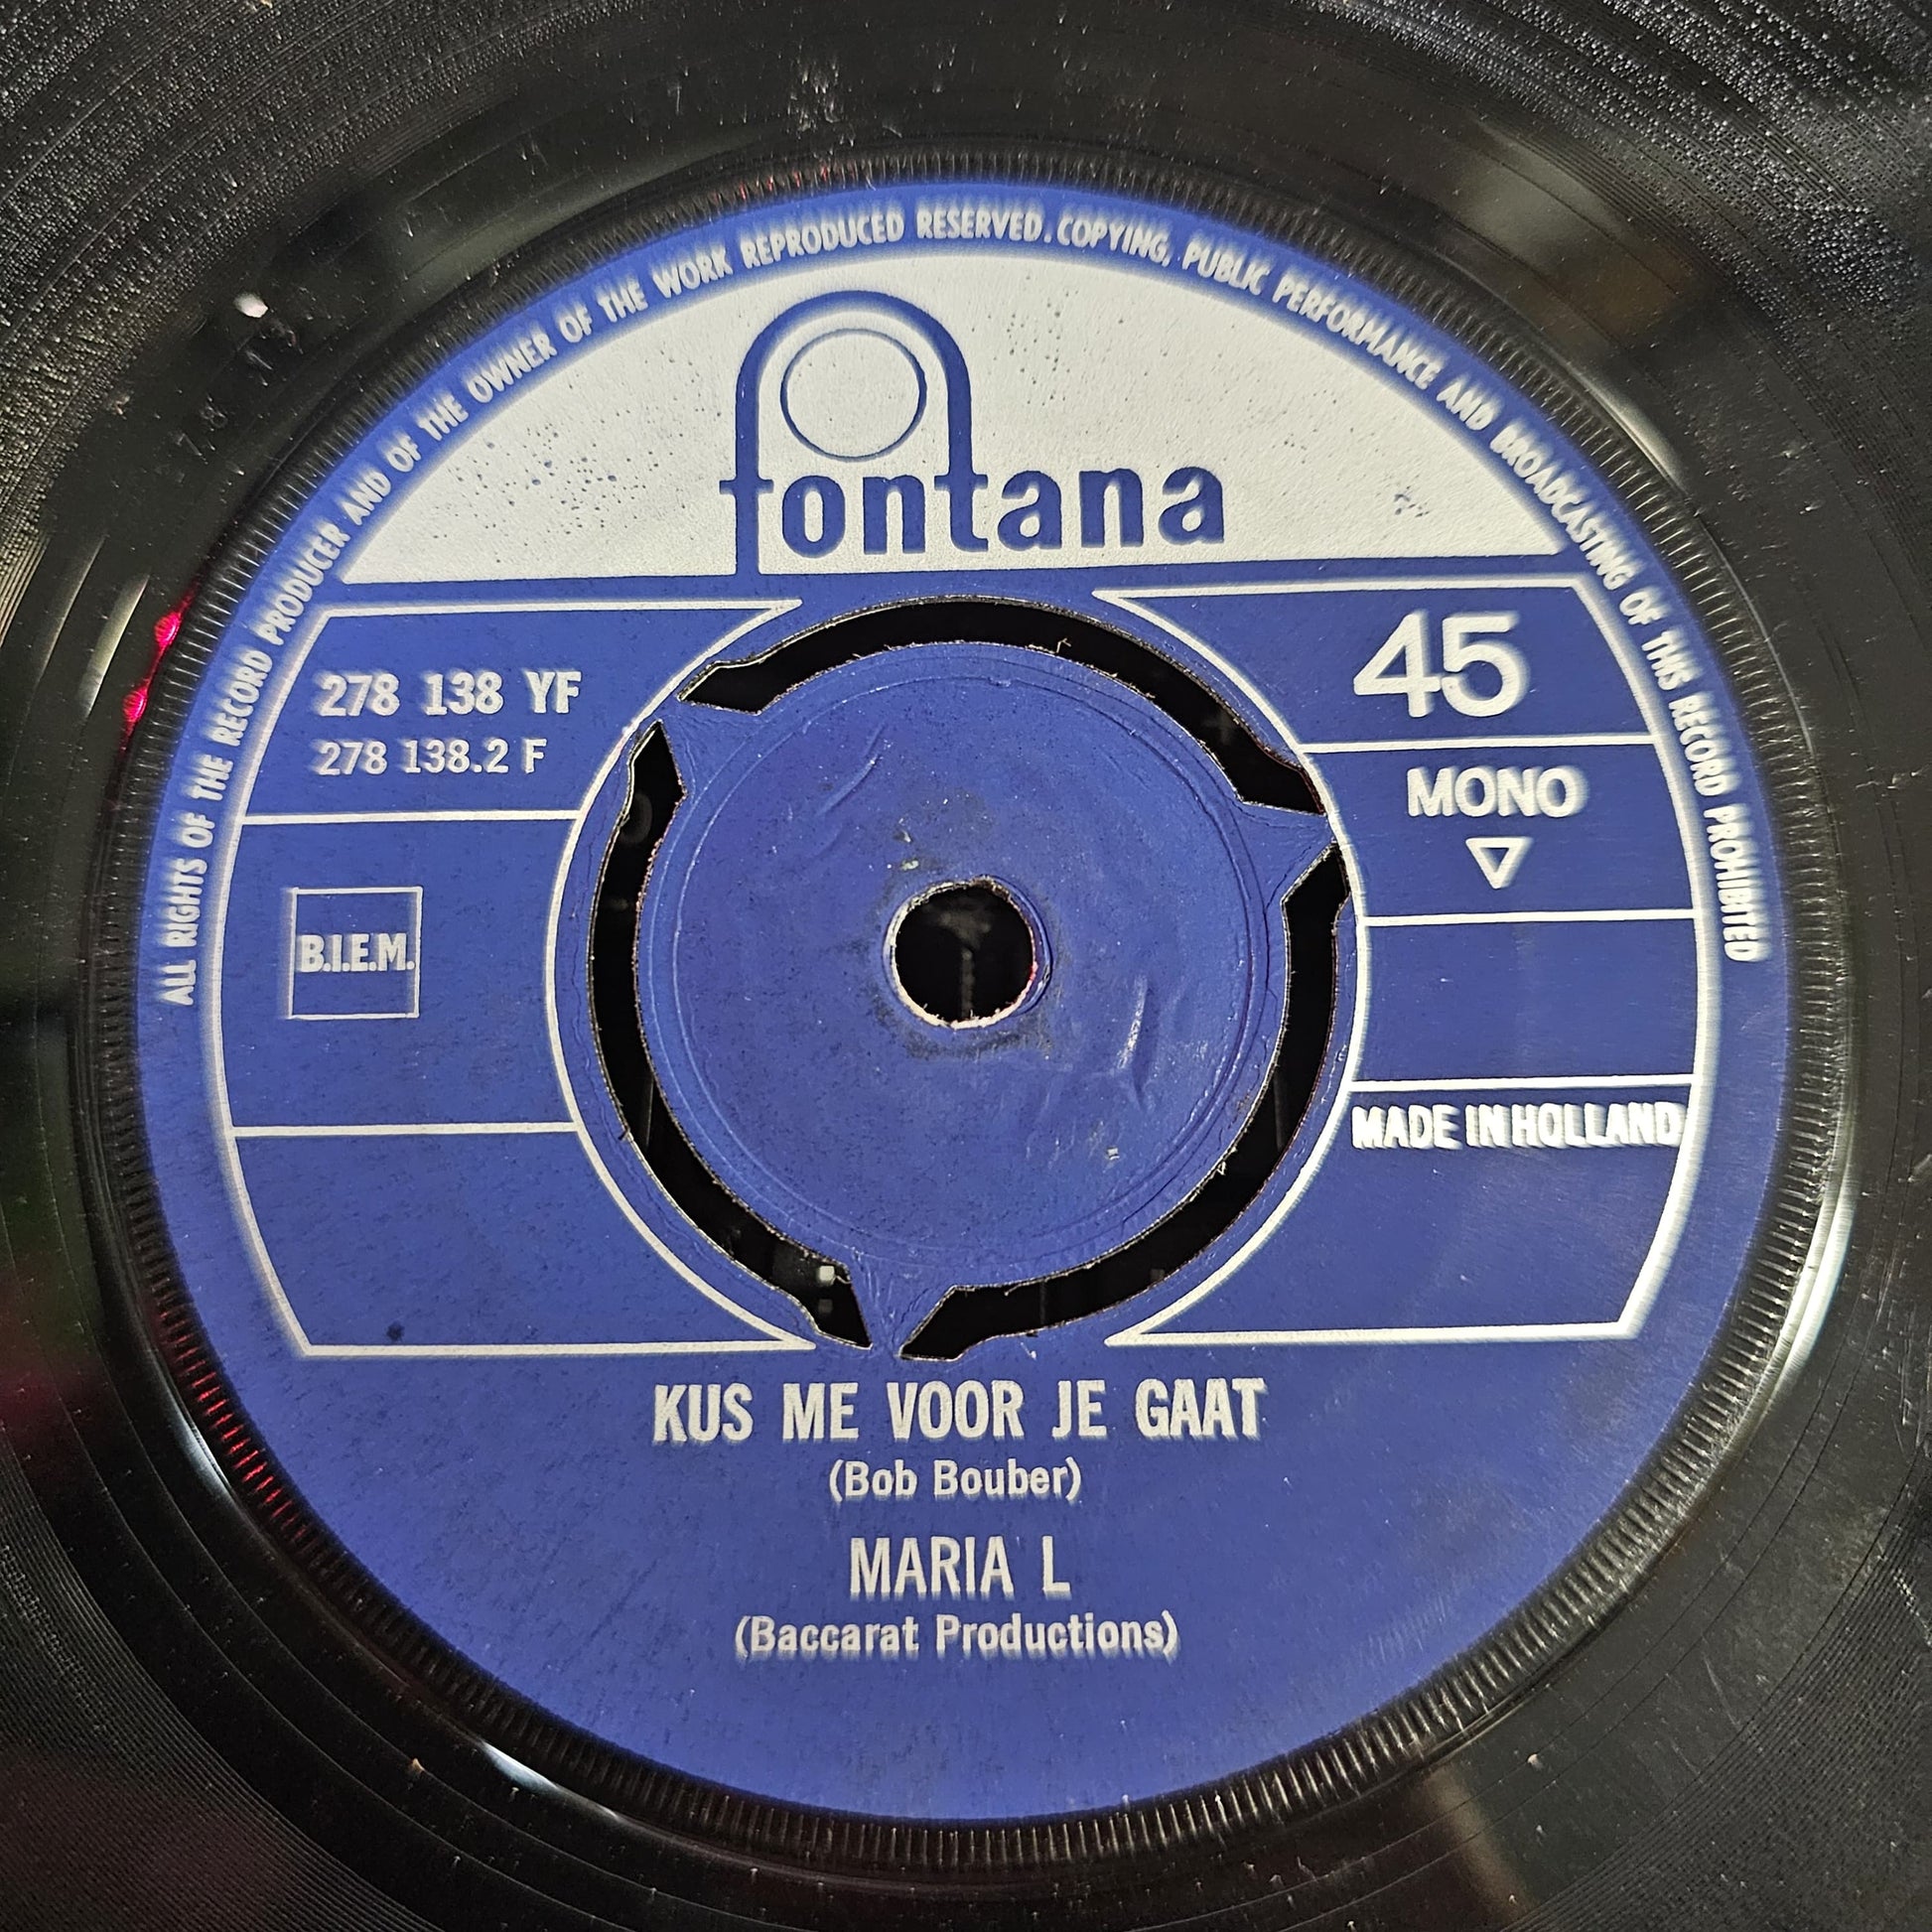 ALL RIGHTS OF THE RECORD PRODUCER AND OF THE OWNER OF THE WORK REPRODUCED RESERVED. COPYING, PUBLIC PERFORMANCE AND BROADCASTING OF THIS RECORD PROHIBITED
fontana
278 138 YF
278 138.2 F
B.I.E.M.
45
MONO
▽
MADE IN HOLLAND
KUS ME VOOR JE GAAT
(Bob Bouber)
MARIA L
(Baccarat Productions)